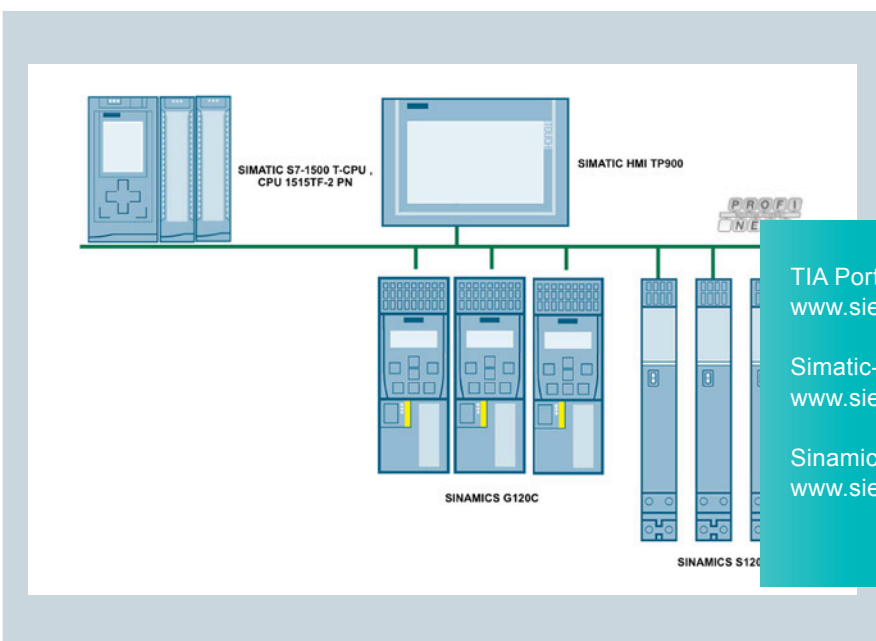 SIMATIC S7-1500 T-CPU ,
CPU 1515TF-2 PN
TOUCH
SIMATIC HMI TP900
PROFI
NE
SINAMICS G120C
SINAMICS S120
TIA Port
www.sie
Simatic-
www.sie
Sinamic
www.sie